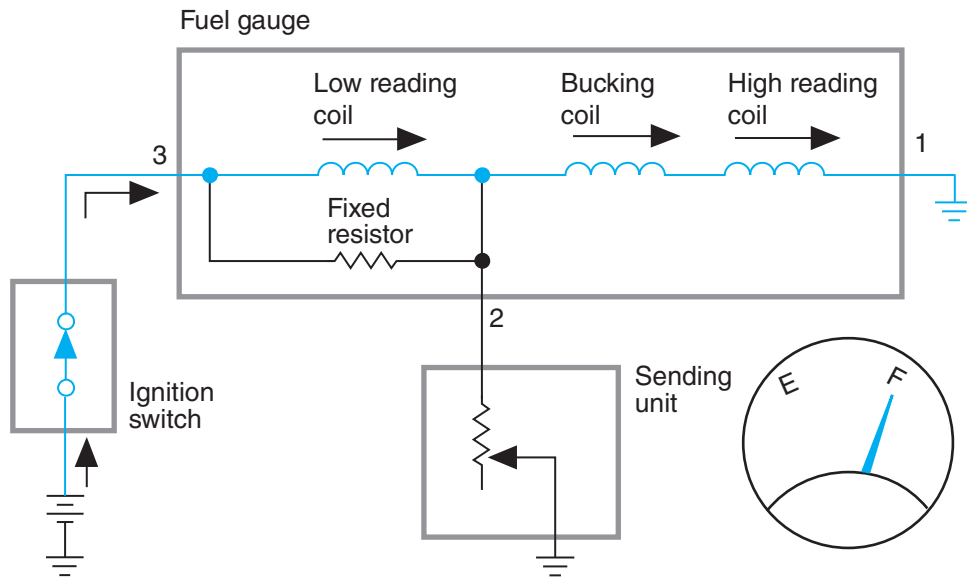 Fuel gauge
Low reading
coil
Bucking
coil
High reading
coil
3
1
Fixed
resistor
2
Ignition
switch
Sending
unit
E
F